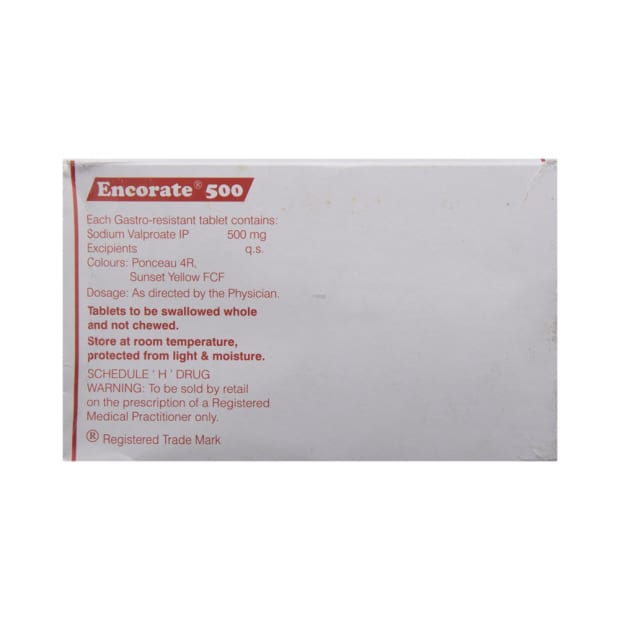 Encorate® 500
Each Gastro-resistant tablet contains:
Sodium Valproate IP 500 mg
Excipients q.s.
Colours: Ponceau 4R,
Sunset Yellow FCF
Dosage: As directed by the Physician.
Tablets to be swallowed whole
and not chewed.
Store at room temperature,
protected from light & moisture.
SCHEDULE ' H ' DRUG
WARNING: To be sold by retail
on the prescription of a Registered
Medical Practitioner only.
® Registered Trade Mark